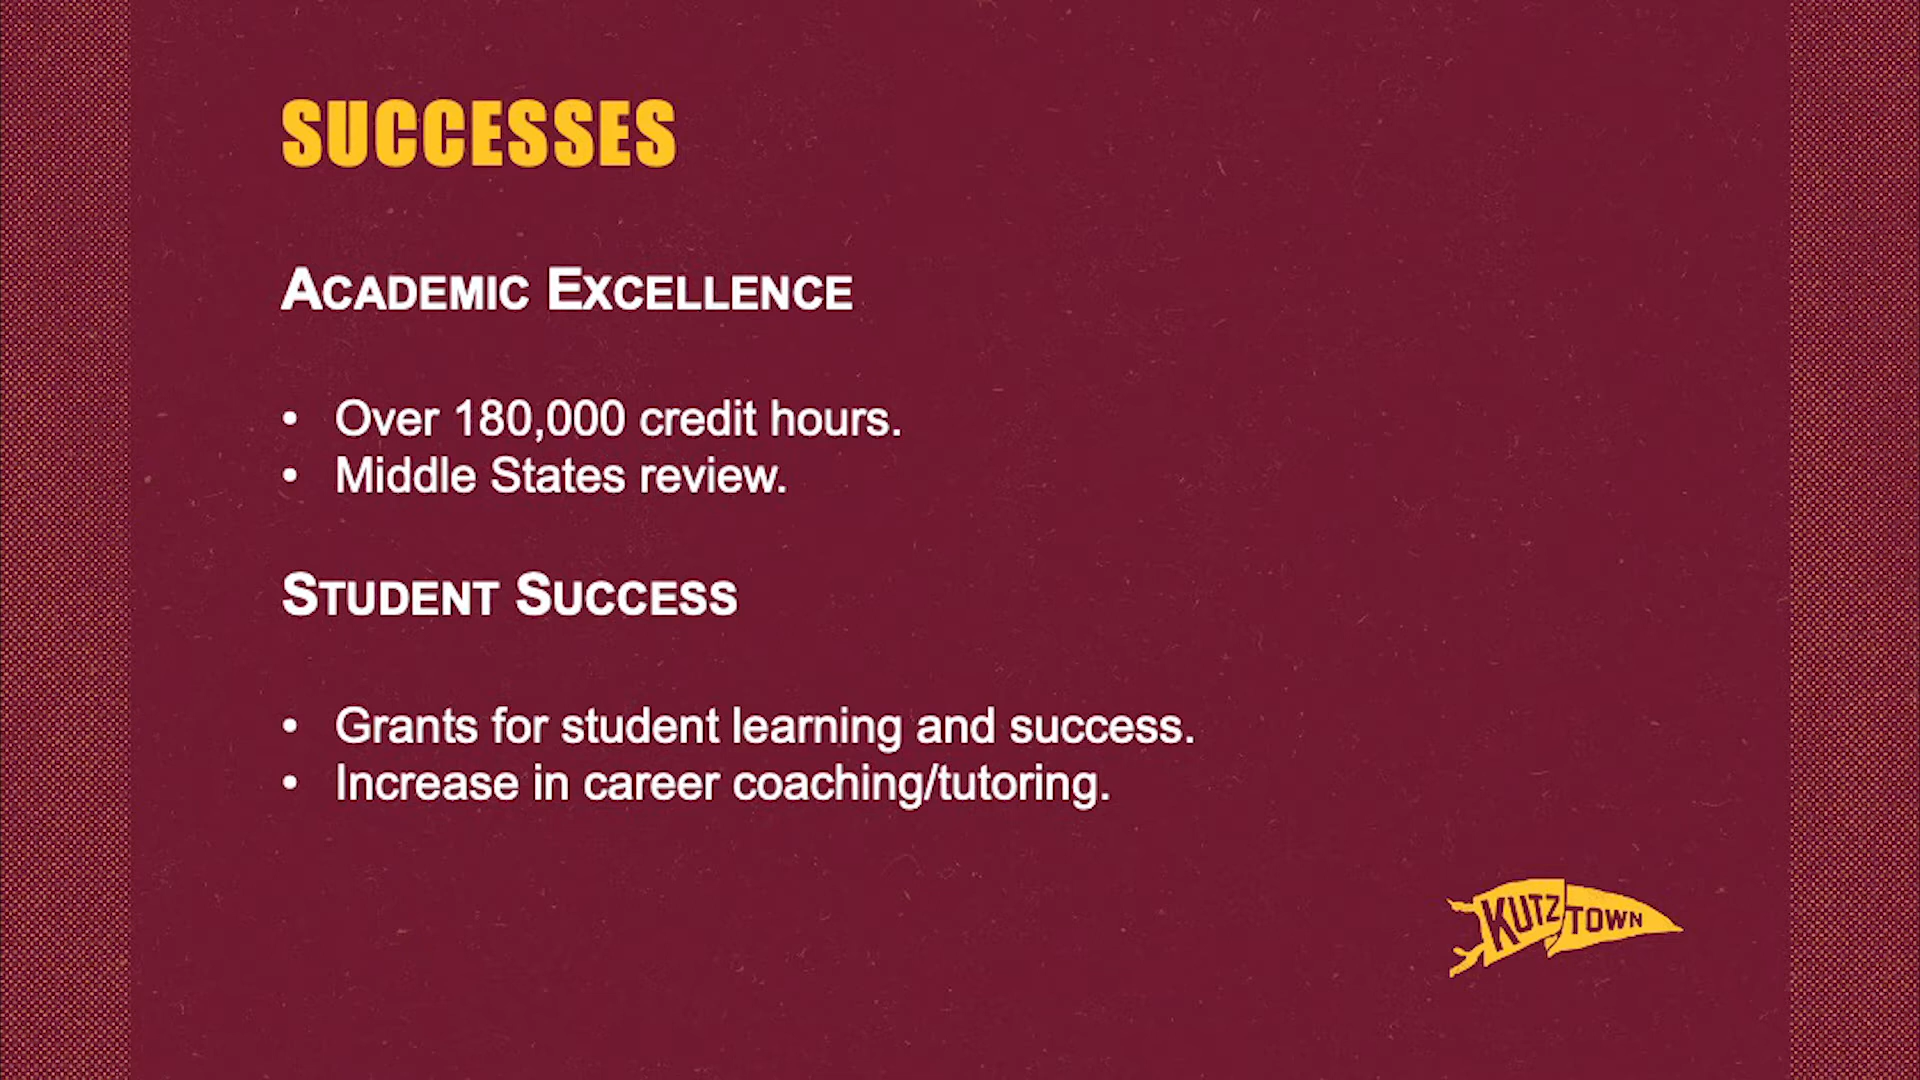 SUCCESSES
ACADEMIC EXCELLENCE
• Over 180,000 credit hours.
• Middle States review.
STUDENT SUCCESS
• Grants for student learning and success.
• Increase in career coaching/tutoring.
KUTZTOWN